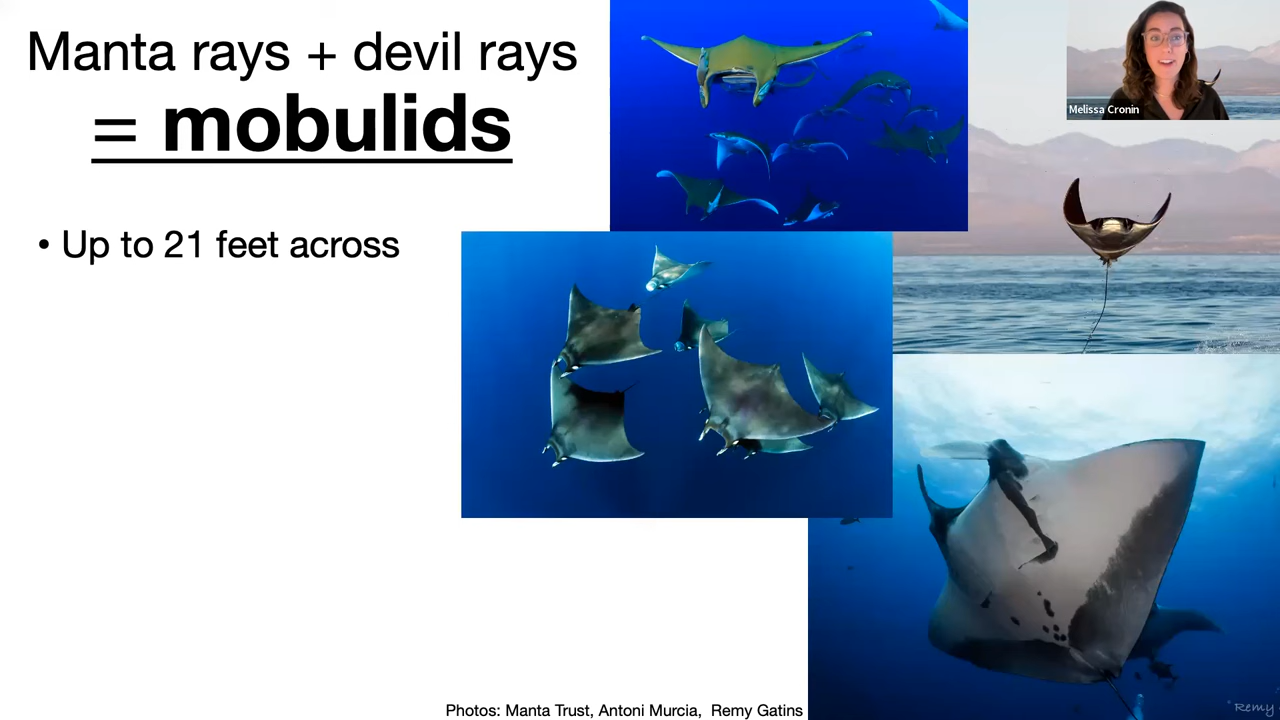 Manta rays + devil rays
= mobulids
• Up to 21 feet across
Melissa Cronin
Photos: Manta Trust, Antoni Murcia, Remy Gatins
Remy